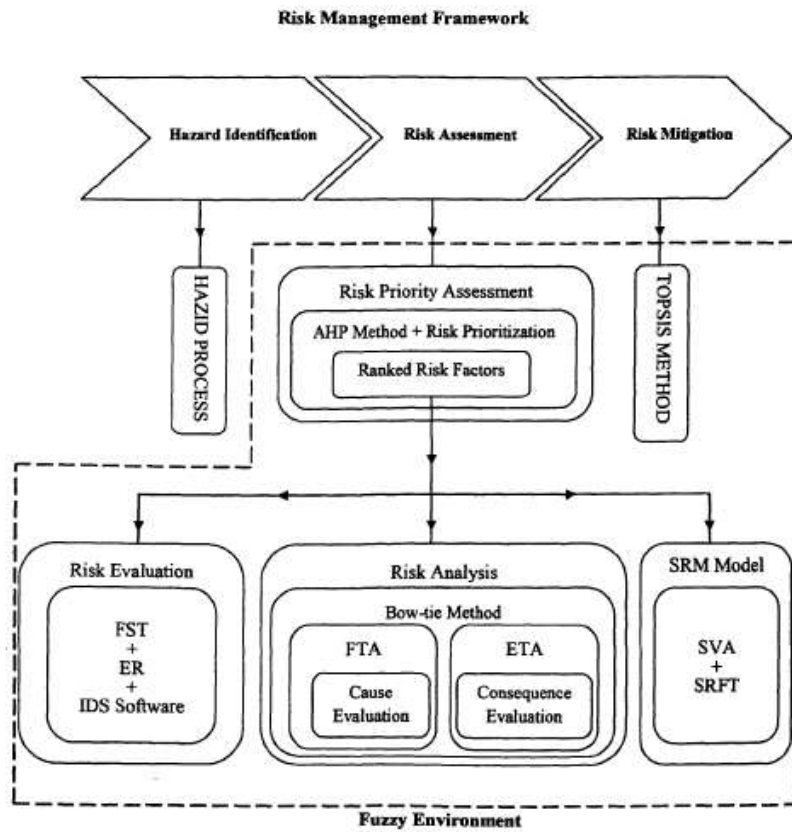 Risk Management Framework
Hazard Identification
Risk Assessment
Risk Mitigation
HAZID PROCESS
Risk Priority Assessment
AHP Method + Risk Prioritization
Ranked Risk Factors
TOPSIS METHOD
Risk Evaluation
FST
+
ER
+
IDS Software
Risk Analysis
Bow-tie Method
FTA
Cause
Evaluation
ETA
Consequence
Evaluation
SRM Model
SVA
+
SRFT
Fuzzy Environment